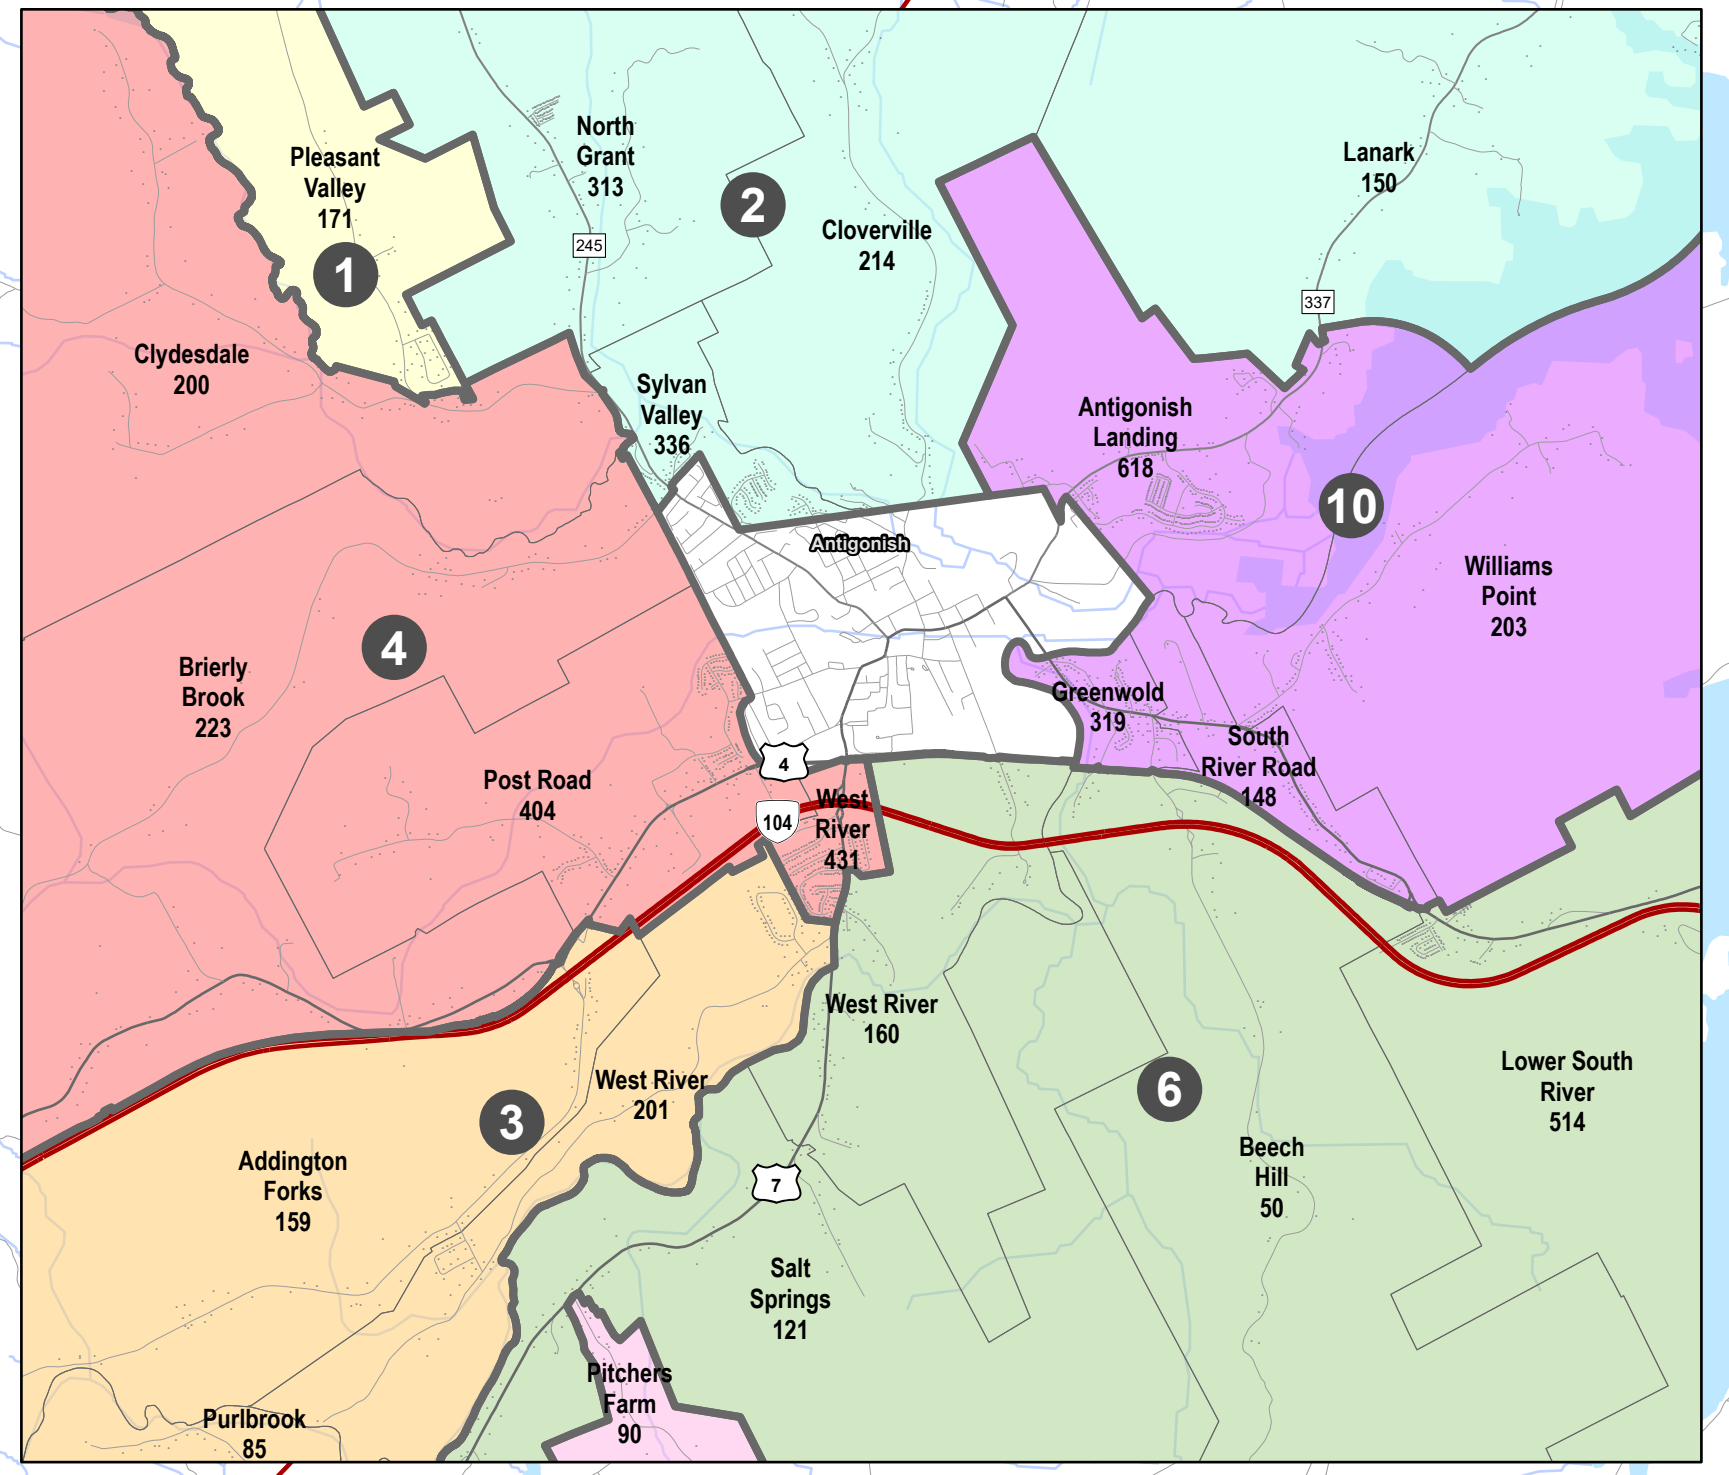 North
Grant
313
Pleasant
Valley
171
Lanark
150
2
Cloverville
214
245
1
337
Clydesdale
200
Sylvan
Valley
336
Antigonish
Landing
618
10
Antigonish
Williams
Point
203
4
Brierly
Brook
223
Greenwold
319
South
River Road
148
Post Road
404
4
104
West
River
431
West River
160
Lower South
River
514
6
West River
201
3
Addington
Forks
159
Beech
Hill
50
7
Salt
Springs
121
Pitchers
Farm
90
Purlbrook
85